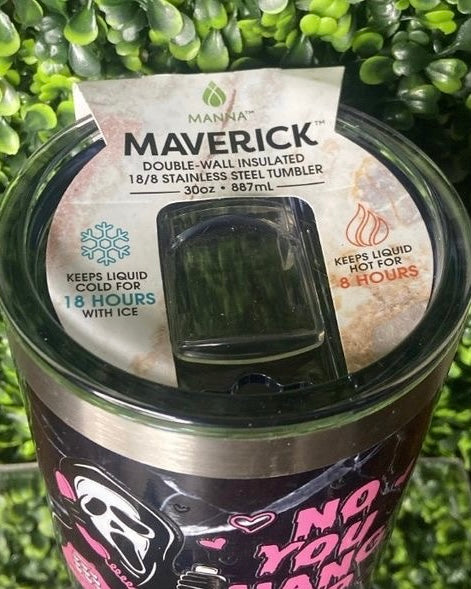 MANNA™
MAVERICK™
DOUBLE-WALL INSULATED
18/8 STAINLESS STEEL TUMBLER
30oz • 887mL
KEEPS LIQUID
COLD FOR
18 HOURS
WITH ICE
KEEPS LIQUID
HOT FOR
8 HOURS
NO
YOU
HANG